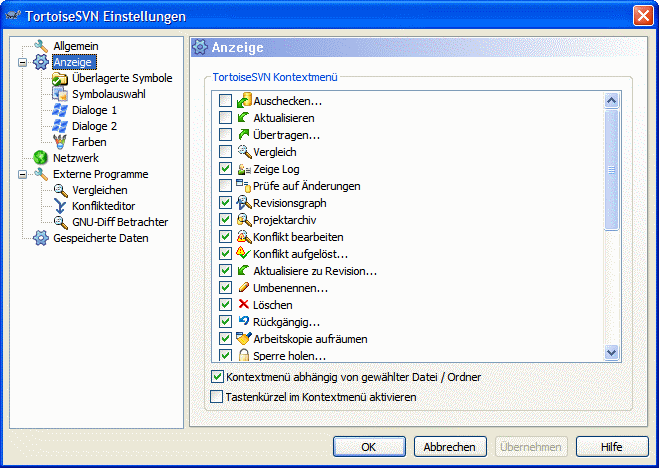 TortoiseSVN Einstellungen
Allgemein
Anzeige
Überlagerte Symbole
Symbolauswahl
Dialoge 1
Dialoge 2
Farben
Netzwerk
Externe Programme
Vergleichen
Konflikteditor
GNU-Diff Betrachter
Gespeicherte Daten
Anzeige
TortoiseSVN Kontextmenü
Auschecken...
Aktualisieren
Übertragen...
Vergleich
Zeige Log
Prüfe auf Änderungen
Revisionsgraph
Projektarchiv
Konflikt bearbeiten
Konflikt aufgelöst...
Aktualisiere zu Revision...
Umbenennen...
Löschen
Rückgängig...
Arbeitskopie aufräumen
Sperre holen...
Kontextmenü abhängig von gewählter Datei / Ordner
Tastenkürzel im Kontextmenü aktivieren
OK
Abbrechen
Übernehmen
Hilfe